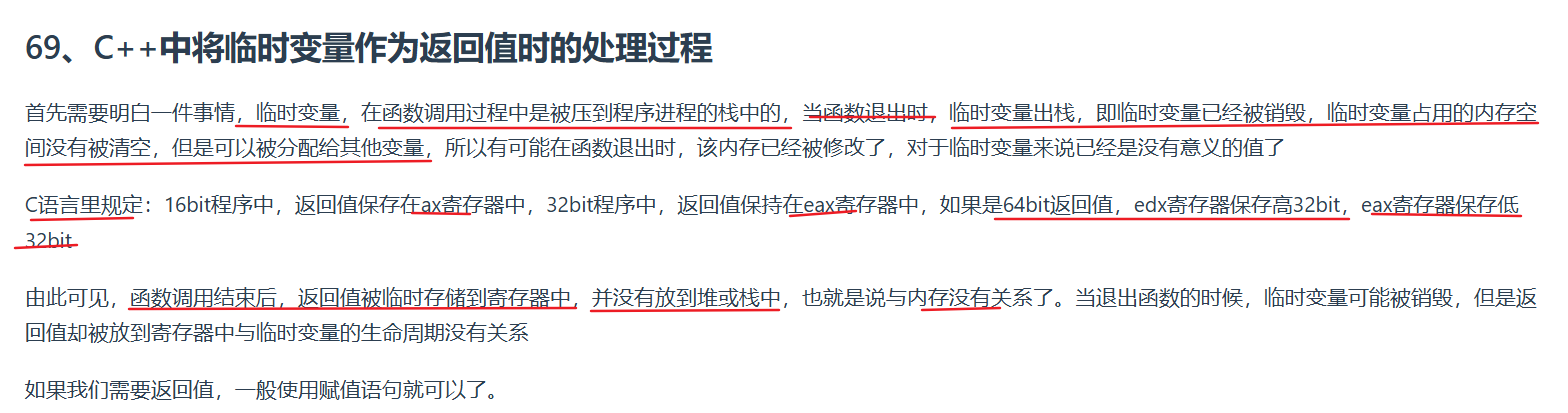 69、C++中将临时变量作为返回值时的处理过程
首先需要明白一件事情，临时变量，在函数调用过程中是被压到程序进程的栈中的，当函数退出时，临时变量出栈，即临时变量已经被销毁，临时变量占用的内存空
间没有被清空，但是可以被分配给其他变量，所以有可能在函数退出时，该内存已经被修改了，对于临时变量来说已经是没有意义的值了
C语言里规定：16bit程序中，返回值保存在ax寄存器中，32bit程序中，返回值保持在eax寄存器中，如果是64bit返回值，edx寄存器保存高32bit，eax寄存器保存低
32bit
由此可见，函数调用结束后，返回值被临时存储到寄存器中，并没有放到堆或栈中，也就是说与内存没有关系了。当退出函数的时候，临时变量可能被销毁，但是返
回值却被放到寄存器中与临时变量的生命周期没有关系
如果我们需要返回值，一般使用赋值语句就可以了。